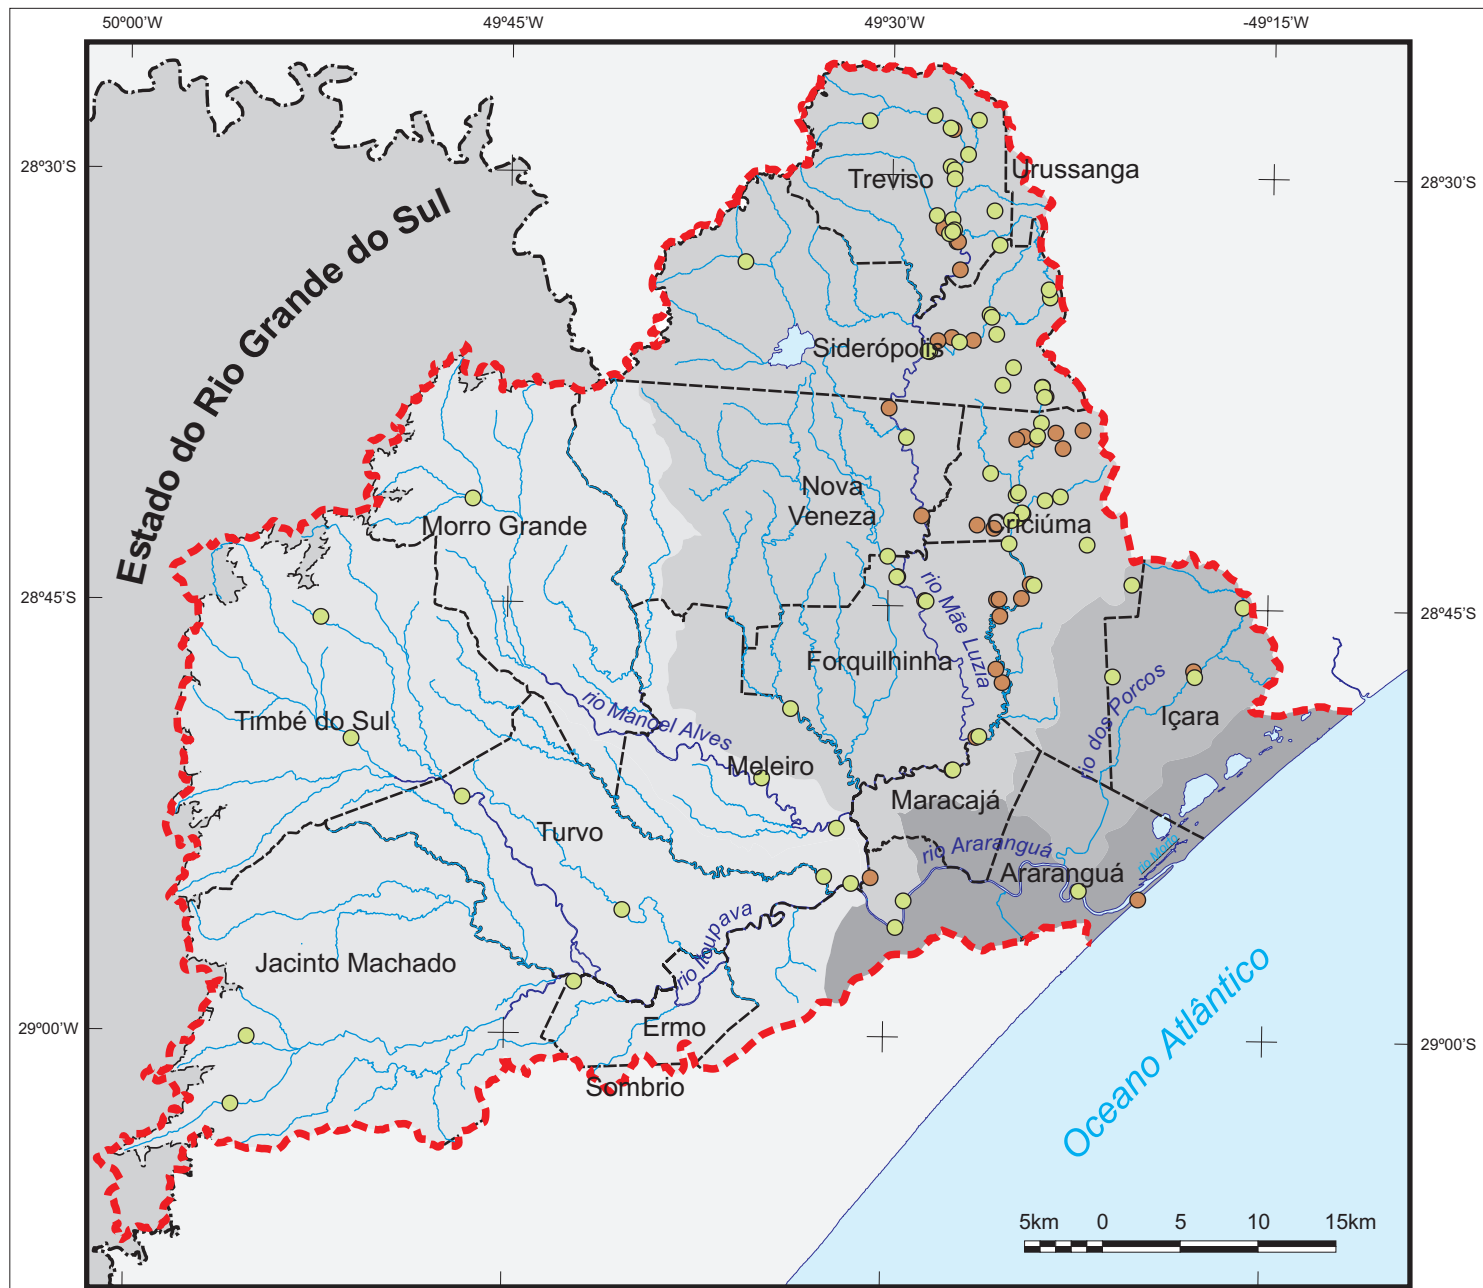 50°00'W
49°45'W
49°30'W
-49°15'W
28°30'S
28°30'S
Urussanga
Treviso
Estado do Rio Grande do Sul
Siderópolis
Nova
Veneza
Morro Grande
Criciúma
28°45'S
28°45'S
rio Mãe Luzia
Forquilhinha
rio dos Porcos
Içara
Timbé do Sul
rio Manoel Alves
Meleiro
Maracajá
Turvo
rio Araranguá
rio Morto
Araranguá
rio Itoupava
Jacinto Machado
Oceano Atlântico
29°00'W
Ermo
29°00'S
Sombrio
5km 0 5 10 15km